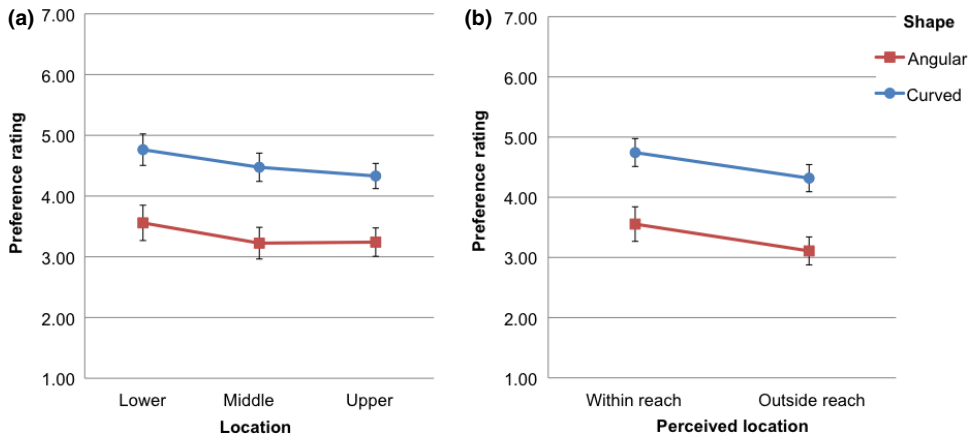 (a)
7.00
6.00
5.00
4.00
3.00
2.00
1.00
Preference rating
Lower Middle Upper
Location
(b)
7.00
6.00
5.00
4.00
3.00
2.00
1.00
Preference rating
Within reach Outside reach
Perceived location
Shape
Angular
Curved